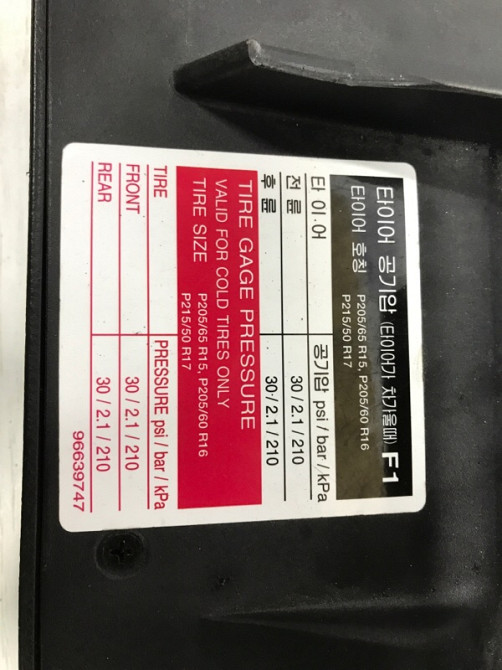 타이어 공기압 (타이어가 차가울때) F1
타이어 호칭 P205/65 R15, P205/60 R16
P215/50 R17
타이어 공기압 psi / bar / kPa
전륜 30 / 2.1 / 210
후륜 30 / 2.1 / 210
TIRE GAGE PRESSURE
VALID FOR COLD TIRES ONLY
TIRE SIZE P205/65 R15, P205/60 R16
P215/50 R17
TIRE PRESSURE psi / bar / kPa
FRONT 30 / 2.1 / 210
REAR 30 / 2.1 / 210
96639747